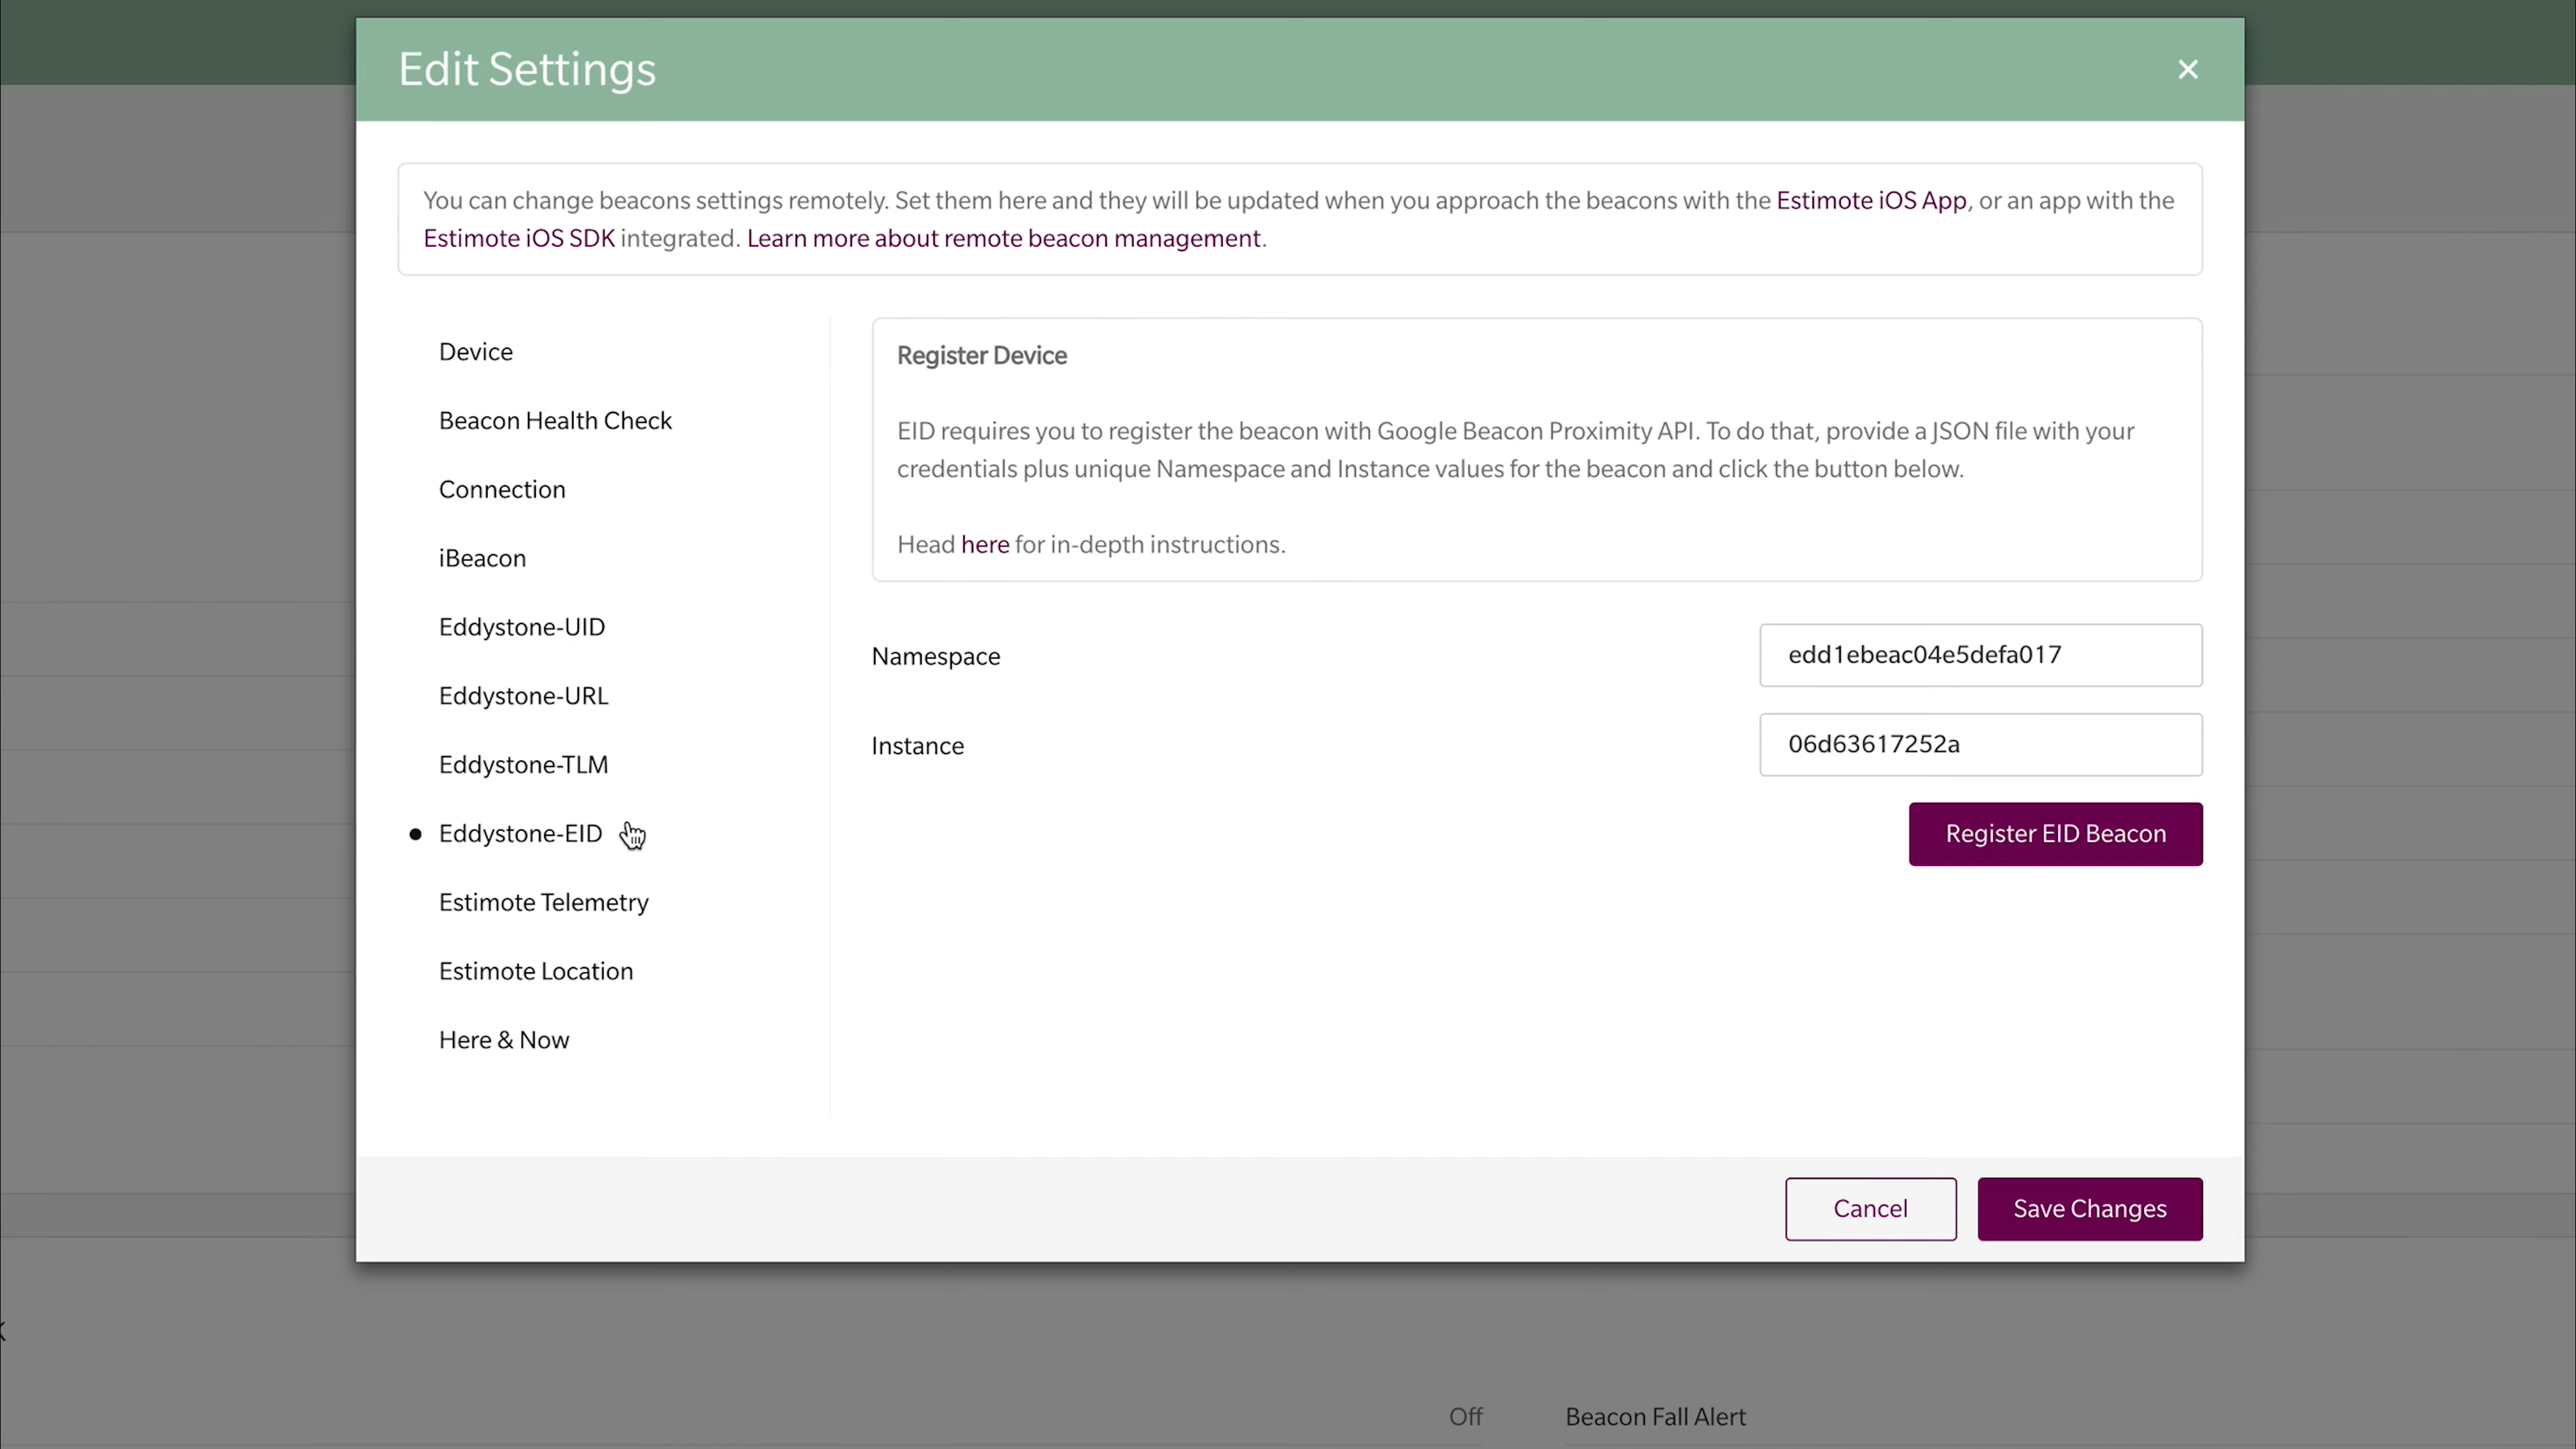 Edit Settings
You can change beacons settings remotely. Set them here and they will be updated when you approach the beacons with the Estimote iOS App, or an app with the
Estimote iOS SDK integrated. Learn more about remote beacon management.
Device
Beacon Health Check
Connection
iBeacon
Eddystone-UID
Eddystone-URL
Eddystone-TLM
Eddystone-EID
Estimote Telemetry
Estimote Location
Here & Now
Register Device
EID requires you to register the beacon with Google Beacon Proximity API. To do that, provide a JSON file with your
credentials plus unique Namespace and Instance values for the beacon and click the button below.
Head here for in-depth instructions.
Namespace
edd1ebeac04e5defa017
Instance
06d63617252a
Register EID Beacon
Cancel
Save Changes
Off
Beacon Fall Alert